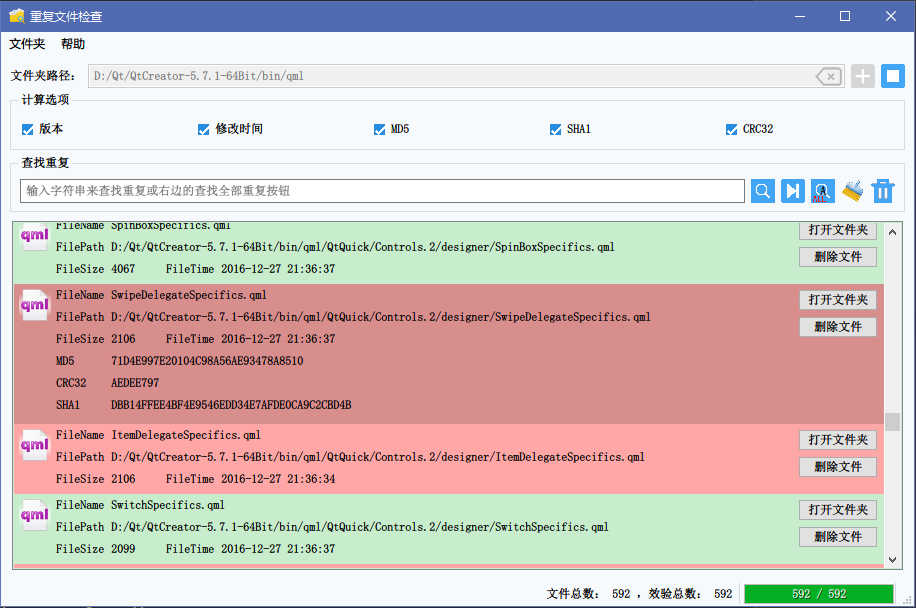 重复文件检查
文件夹 帮助
文件夹路径: D:/Qt/QtCreator-5.7.1-64Bit/bin/qml
计算选项
版本 修改时间 MD5 SHA1 CRC32
查找重复
输入字符串来查找重复或右边的查找全部重复按钮
ALL
qml FileName SpinBoxSpecifics.qml 打开文件夹
FilePath D:/Qt/QtCreator-5.7.1-64Bit/bin/qml/QtQuick/Controls.2/designer/SpinBoxSpecifics.qml 删除文件
FileSize 4067 FileTime 2016-12-27 21:36:37
qml FileName SwipeDelegateSpecifics.qml 打开文件夹
FilePath D:/Qt/QtCreator-5.7.1-64Bit/bin/qml/QtQuick/Controls.2/designer/SwipeDelegateSpecifics.qml 删除文件
FileSize 2106 FileTime 2016-12-27 21:36:37
MD5 71D4E997E20104C98A56AE93478A8510
CRC32 AEDEE797
SHA1 DBB14FFEE4BF4E9546EDD34E7AFDE0CA9C2CBD4B
qml FileName ItemDelegateSpecifics.qml 打开文件夹
FilePath D:/Qt/QtCreator-5.7.1-64Bit/bin/qml/QtQuick/Controls.2/designer/ItemDelegateSpecifics.qml 删除文件
FileSize 2106 FileTime 2016-12-27 21:36:34
qml FileName SwitchSpecifics.qml 打开文件夹
FilePath D:/Qt/QtCreator-5.7.1-64Bit/bin/qml/QtQuick/Controls.2/designer/SwitchSpecifics.qml 删除文件
FileSize 2099 FileTime 2016-12-27 21:36:37
文件总数: 592 ，效验总数: 592 592 / 592